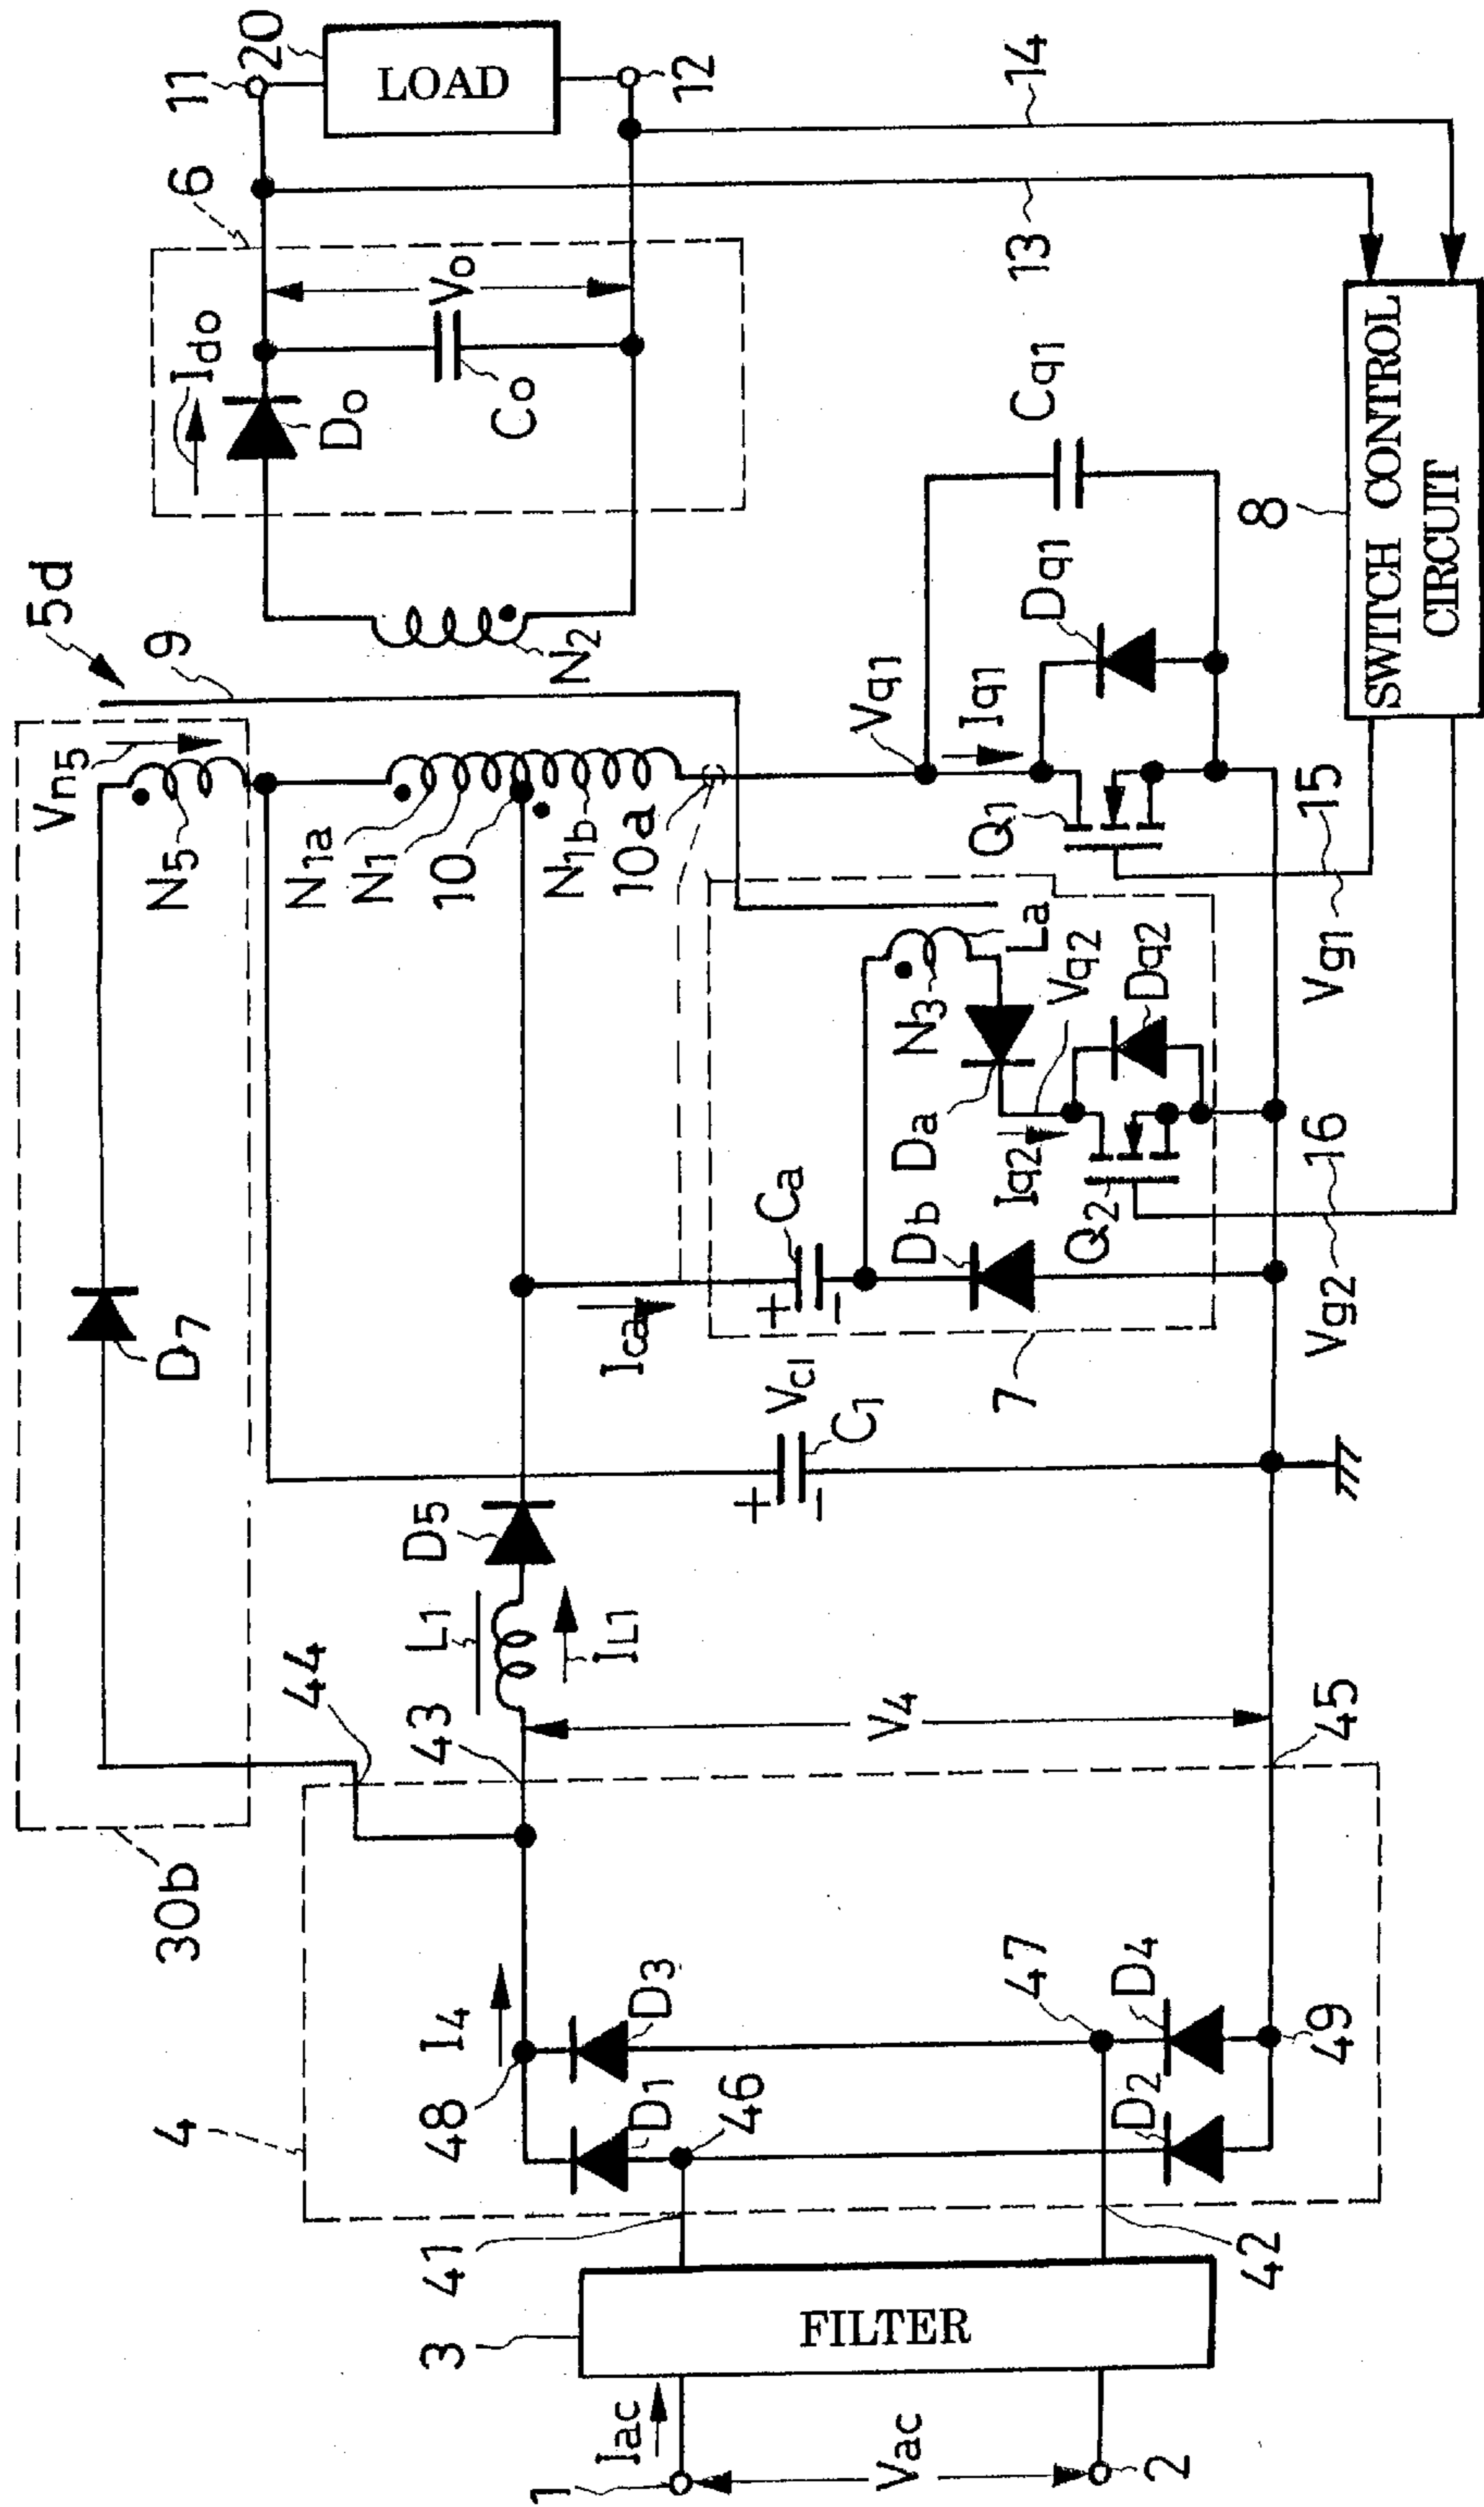 5d
Vn5
9
N5
D7
30b
44
N1a
N1
10
N1b
10a
N2
6
Ido
Do
Co
Vo
11
20
LOAD
12
14
13
Vq1
Iq1
Dq1
Cq1
Q1
15
Vg1
8
SWITCH CONTROL
CIRCUIT
La
N3
Da
Vq2
Dq2
Iq2
Q2
Db
Ca
+
−
Ica
7
16
Vg2
Vc1
C1
+
−
D5
L1
IL1
43
V4
45
4
I4
48
D3
D1
46
47
D4
D2
49
41
42
3
FILTER
Iac
1
Vac
2